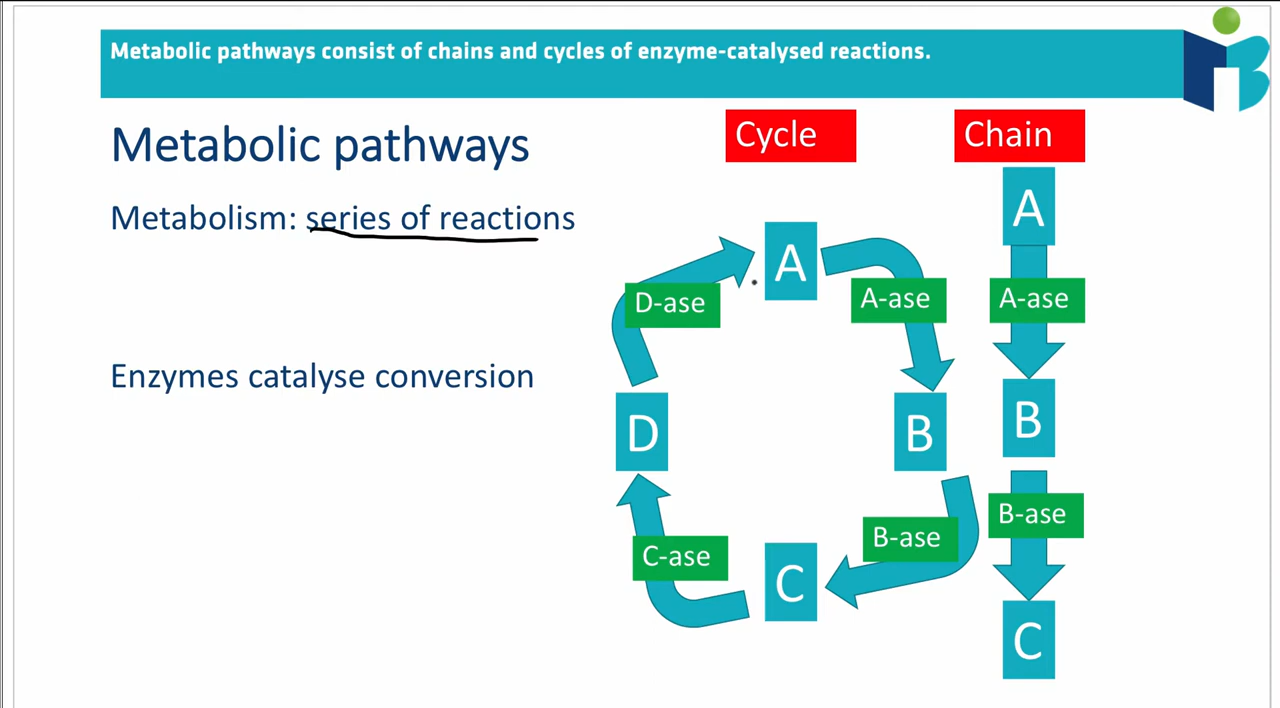 Metabolic pathways consist of chains and cycles of enzyme-catalysed reactions.
Metabolic pathways
Metabolism: series of reactions
Enzymes catalyse conversion
Cycle
A
A-ase
B
B-ase
C
C-ase
D
D-ase
Chain
A
A-ase
B
B-ase
C